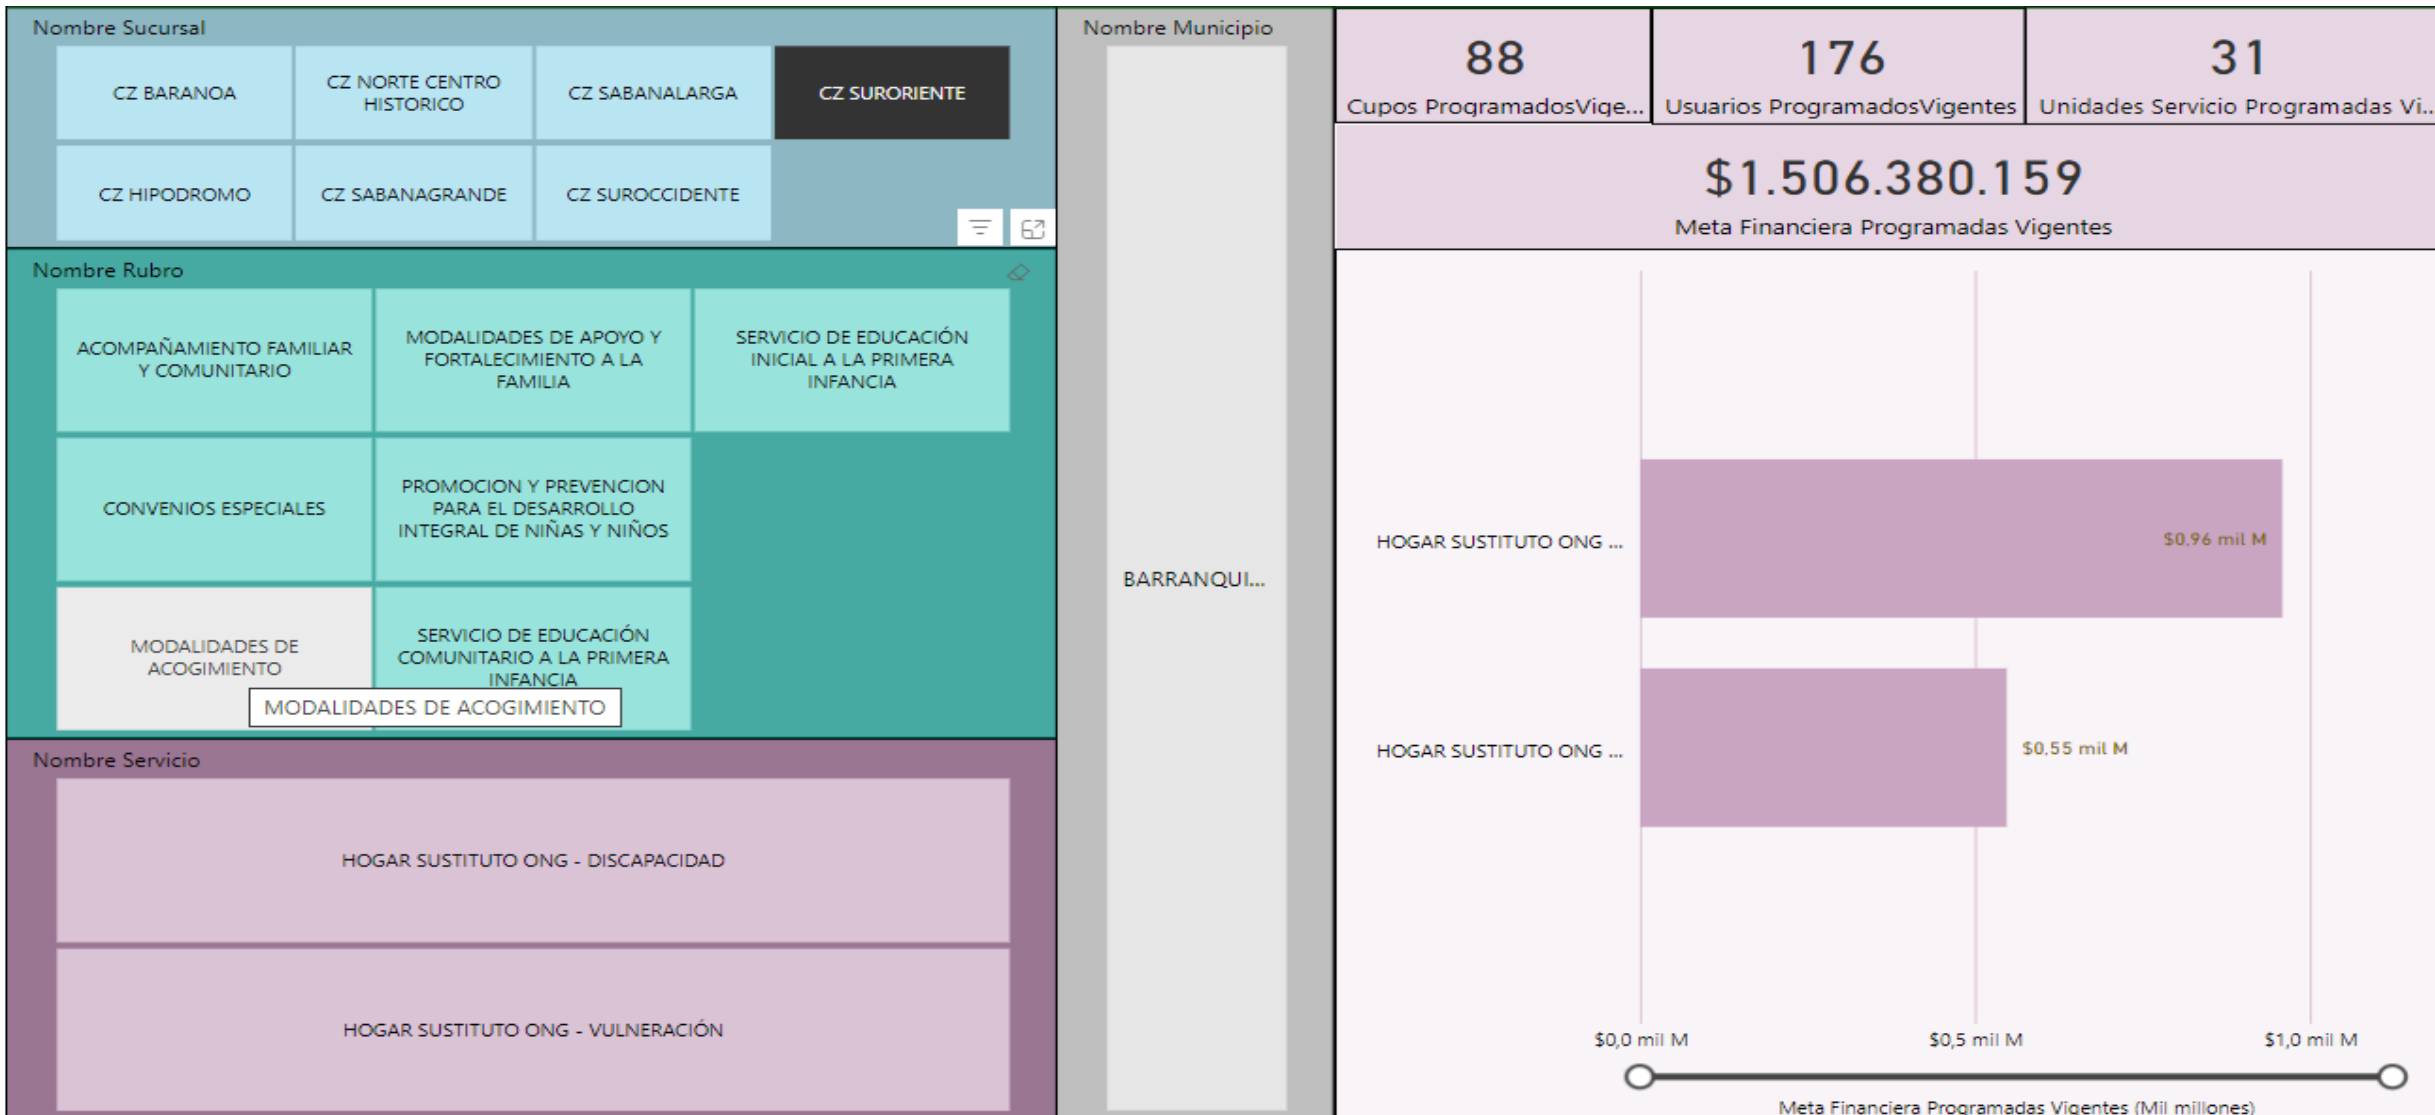 Nombre Sucursal
CZ BARANOA
CZ NORTE CENTRO
HISTORICO
CZ SABANALARGA
CZ SURORIENTE
CZ HIPODROMO
CZ SABANAGRANDE
CZ SUROCCIDENTE
Nombre Rubro
ACOMPAÑAMIENTO FAMILIAR
Y COMUNITARIO
MODALIDADES DE APOYO Y
FORTALECIMIENTO A LA
FAMILIA
SERVICIO DE EDUCACIÓN
INICIAL A LA PRIMERA
INFANCIA
CONVENIOS ESPECIALES
PROMOCION Y PREVENCION
PARA EL DESARROLLO
INTEGRAL DE NIÑAS Y NIÑOS
MODALIDADES DE
ACOGIMIENTO
SERVICIO DE EDUCACIÓN
COMUNITARIO A LA PRIMERA
INFANCIA
MODALIDADES DE ACOGIMIENTO
Nombre Servicio
HOGAR SUSTITUTO ONG - DISCAPACIDAD
HOGAR SUSTITUTO ONG - VULNERACIÓN
Nombre Municipio
BARRANQUI...
88
Cupos ProgramadosVige...
176
Usuarios ProgramadosVigentes
31
Unidades Servicio Programadas Vi...
$1.506.380.159
Meta Financiera Programadas Vigentes
HOGAR SUSTITUTO ONG ...
$0,96 mil M
HOGAR SUSTITUTO ONG ...
$0,55 mil M
$0,0 mil M
$0,5 mil M
$1,0 mil M
Meta Financiera Programadas Vigentes (Mil millones)